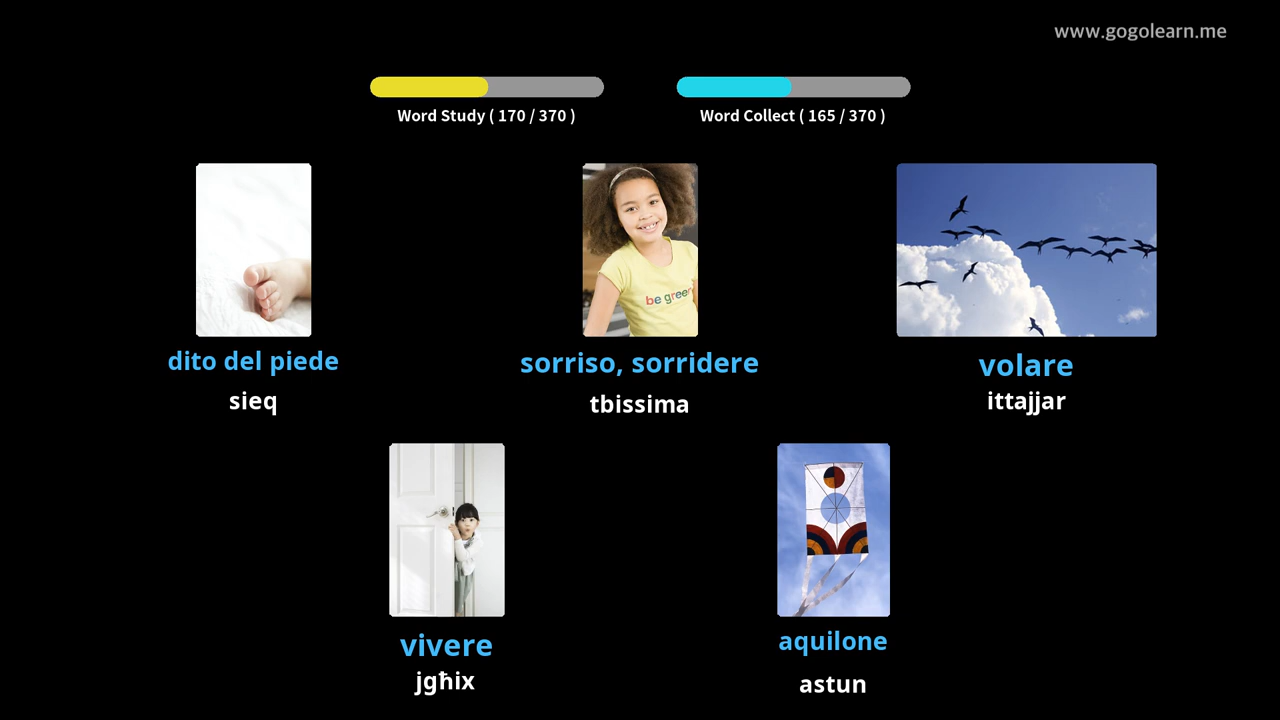 www.gogolearn.me
Word Study ( 170 / 370 )
Word Collect ( 165 / 370 )
be green
dito del piede
sieq
sorriso, sorridere
tbissima
volare
ittajjar
vivere
jgħix
aquilone
astun